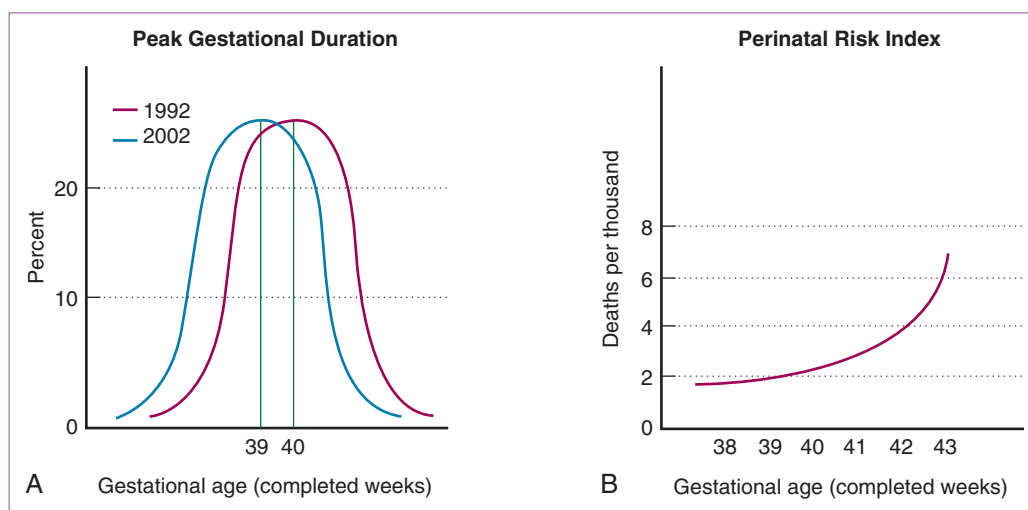 Peak Gestational Duration
1992
2002
20
10
0
Percent
39 40
A
Gestational age (completed weeks)
Perinatal Risk Index
8
6
4
2
0
Deaths per thousand
38 39 40 41 42 43
B
Gestational age (completed weeks)